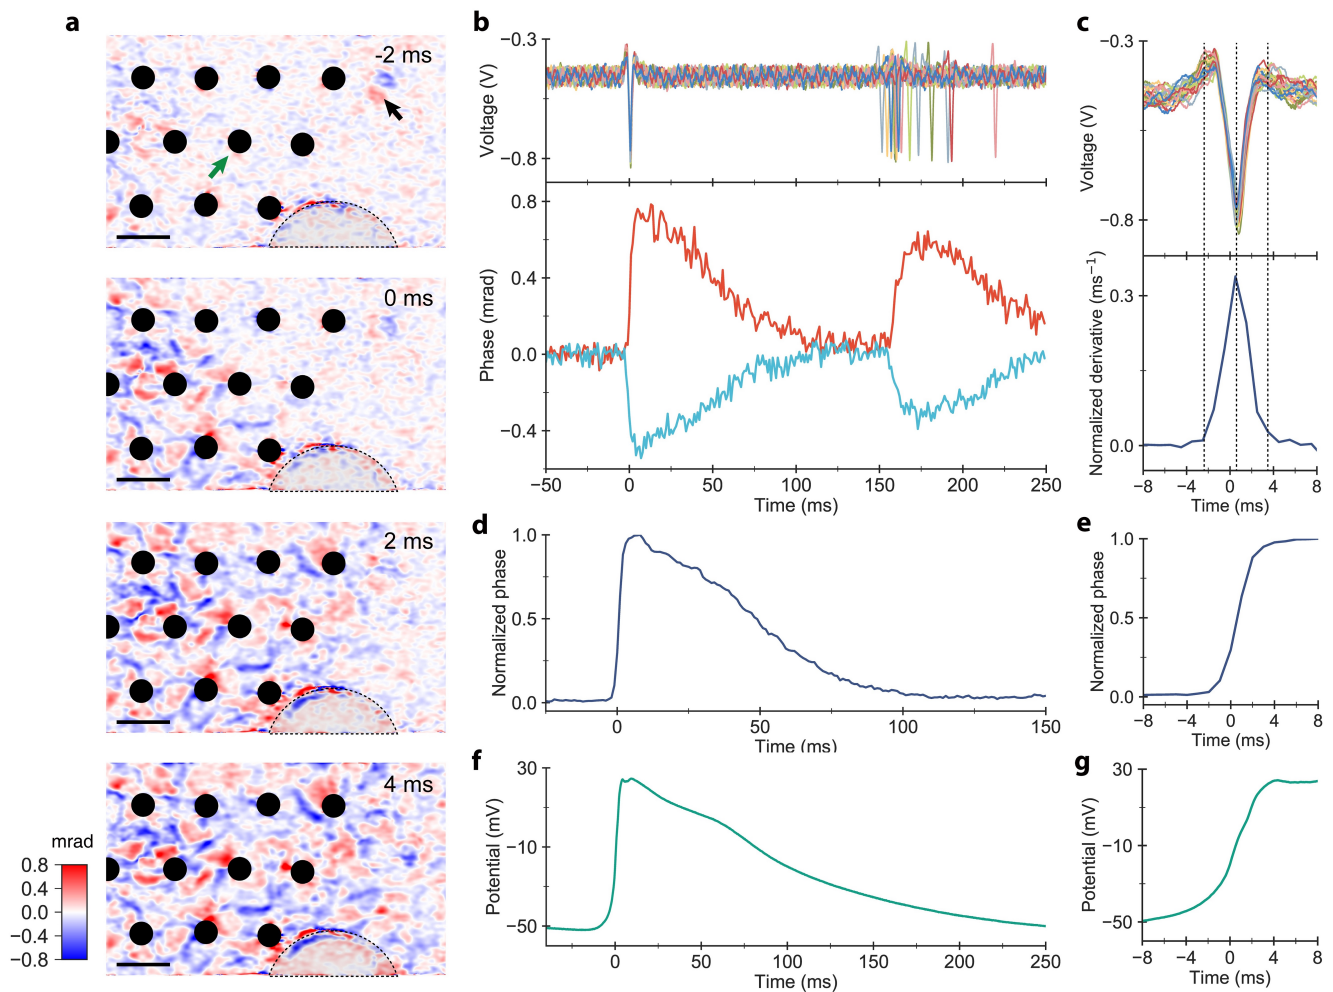 a
-2 ms
0 ms
2 ms
4 ms
mrad
0.8
0.4
0.0
−0.4
−0.8
b
−0.3
−0.8
Voltage (V)
0.8
0.4
0.0
−0.4
Phase (mrad)
−50 0 50 100 150 200 250
Time (ms)
c
−0.3
−0.8
Voltage (V)
0.3
0.0
Normalized derivative (ms−1)
−8 −4 0 4 8
Time (ms)
d
1.0
0.5
0.0
Normalized phase
0 50 100 150
Time (ms)
e
1.0
0.5
0.0
Normalized phase
−8 −4 0 4 8
Time (ms)
f
30
−10
−50
Potential (mV)
0 50 100 150 200 250
Time (ms)
g
30
−10
−50
Potential (mV)
−8 −4 0 4 8
Time (ms)